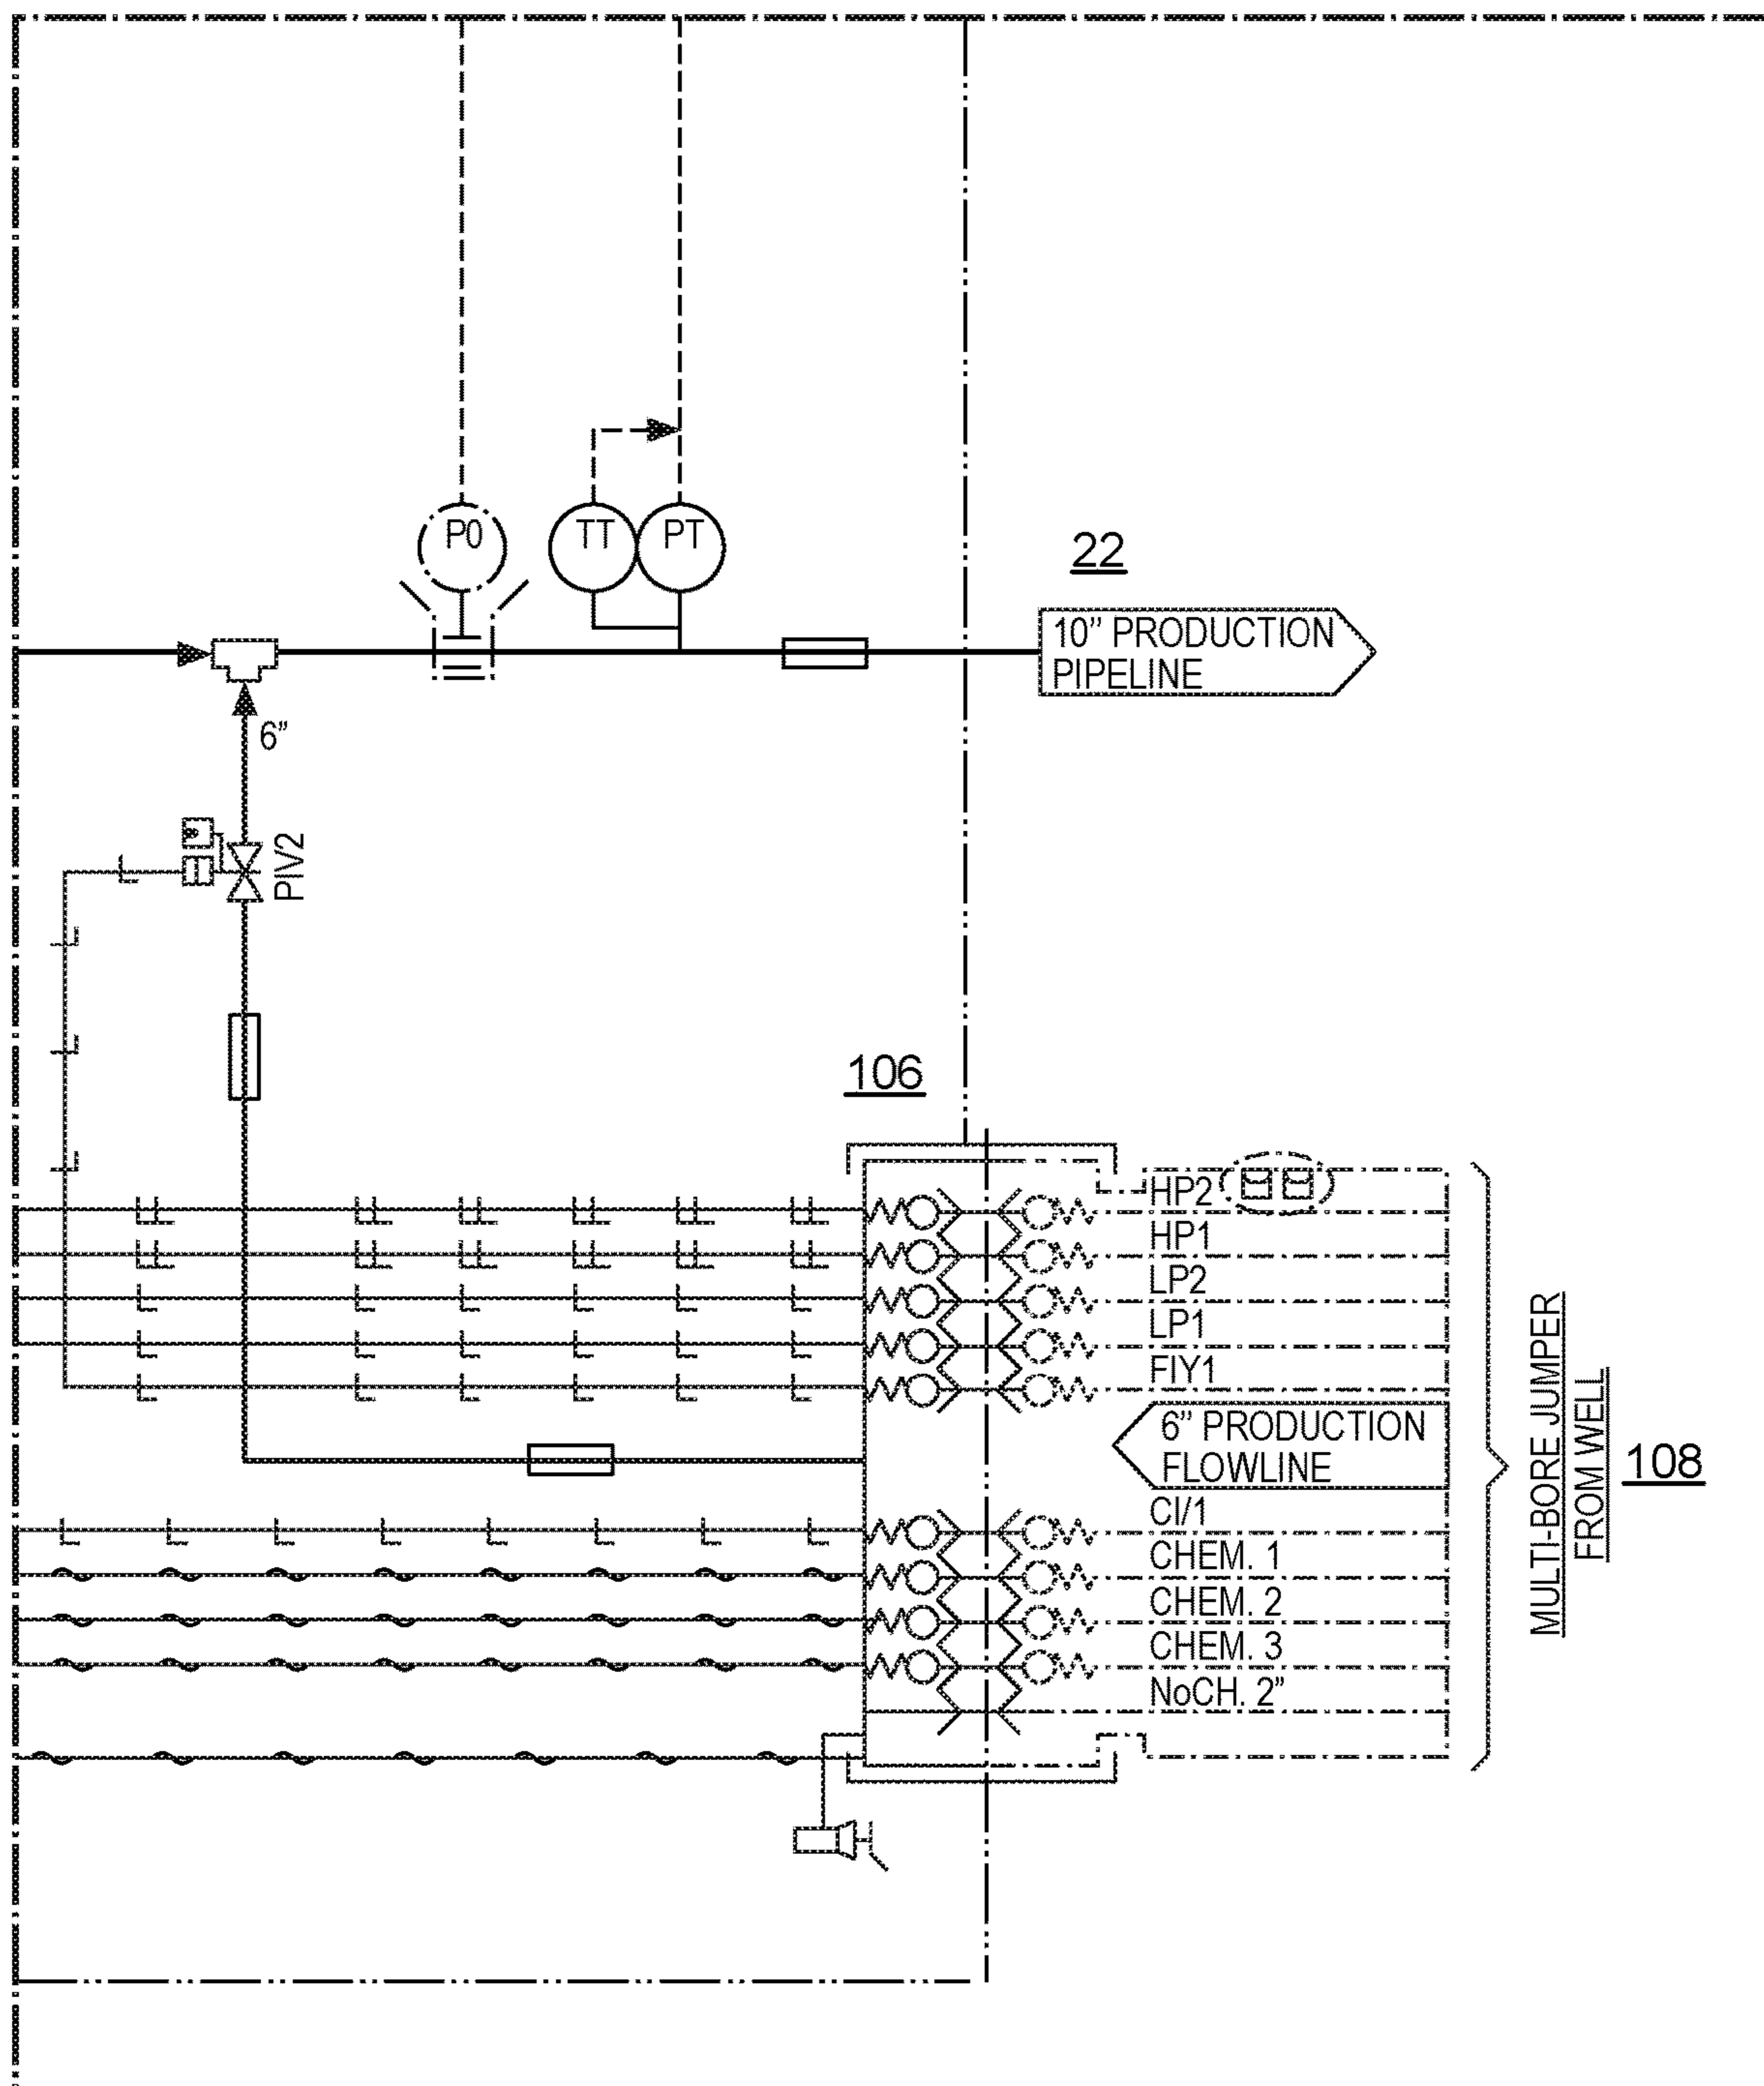 P0
TT
PT
22
10” PRODUCTION
PIPELINE
6”
PIV2
106
HP2
HP1
LP2
LP1
FIY1
6” PRODUCTION
FLOWLINE
CI/1
CHEM. 1
CHEM. 2
CHEM. 3
NoCH. 2”
MULTI-BORE JUMPER
FROM WELL
108